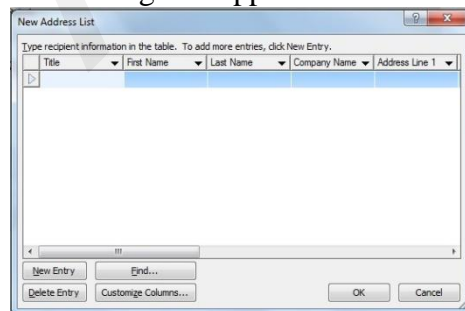 New Address List
Type recipient information in the table. To add more entries, click New Entry.
Title First Name Last Name Company Name Address Line 1
New Entry Find...
Delete Entry Customize Columns... OK Cancel